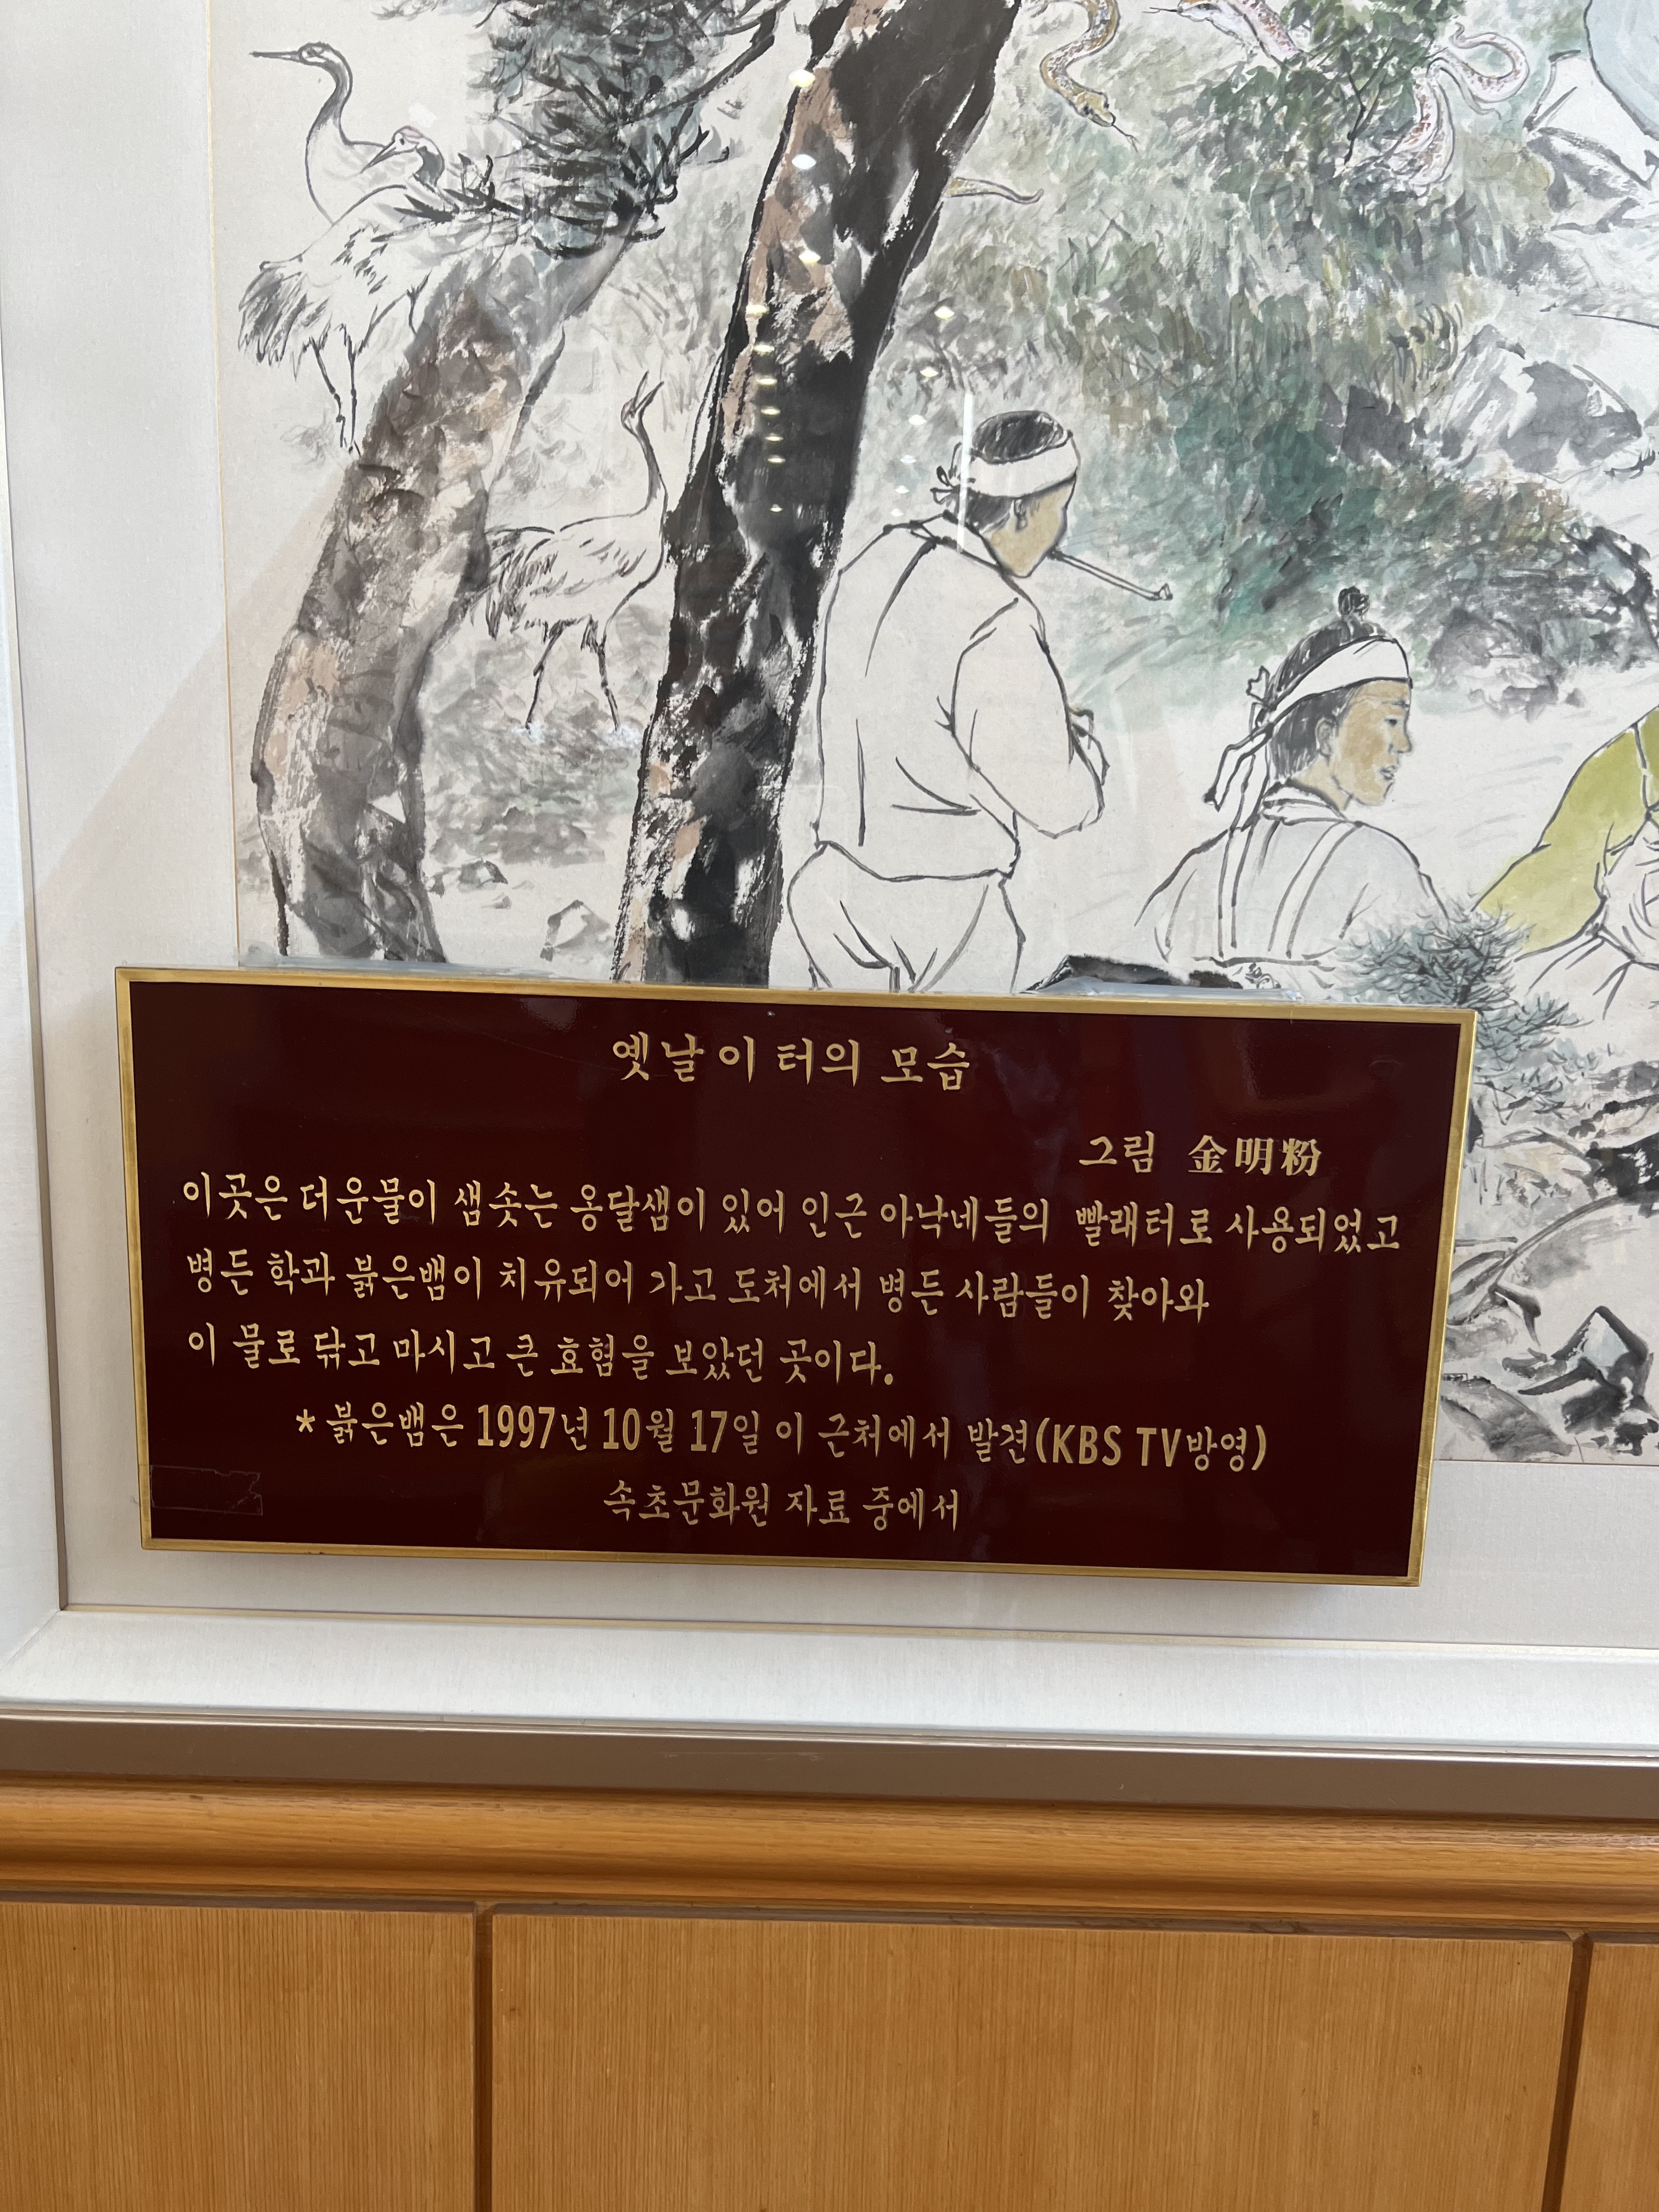 옛날 이 터의 모습
그림 金明粉
이곳은 더운물이 샘솟는 옹달샘이 있어 인근 아낙네들의 빨래터로 사용되었고
병든 학과 붉은뱀이 치유되어 가고 도처에서 병든 사람들이 찾아와
이 물로 닦고 마시고 큰 효험을 보았던 곳이다.
* 붉은뱀은 1997년 10월 17일 이 근처에서 발견(KBS TV방영)
속초문화원 자료 중에서